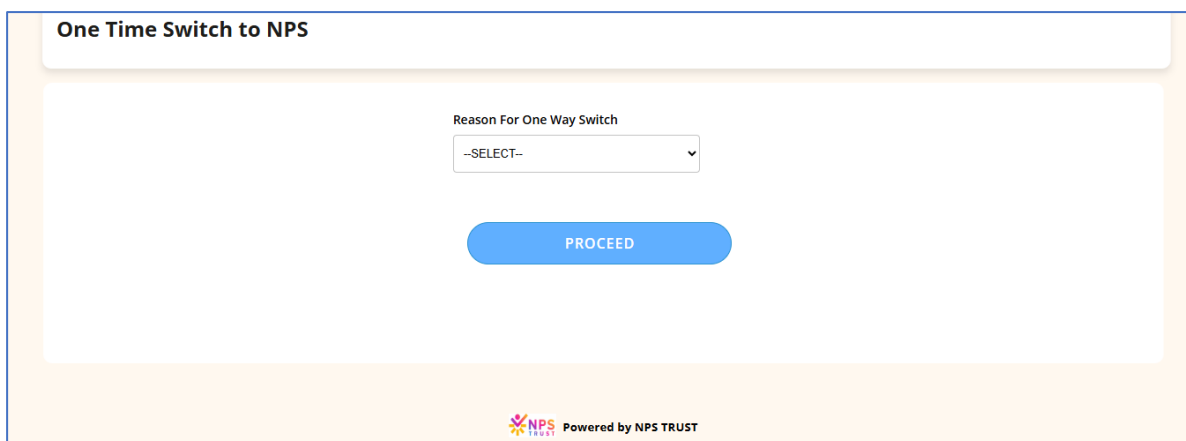 One Time Switch to NPS
Reason For One Way Switch
--SELECT--
PROCEED
NPS
TRUST
Powered by NPS TRUST